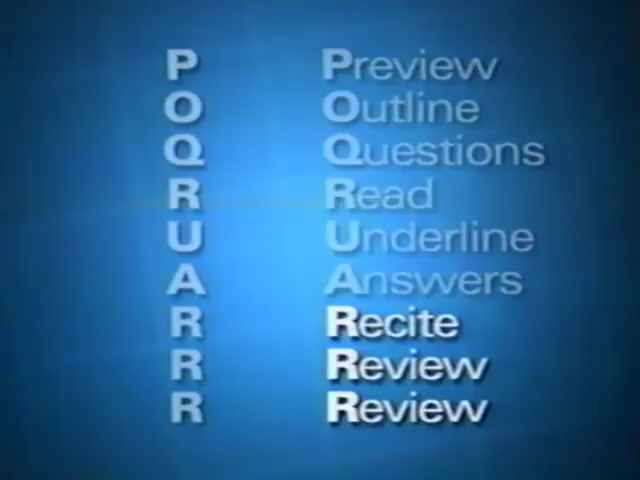 P Preview
O Outline
Q Questions
R Read
U Underline
A Answers
R Recite
R Review
R Review